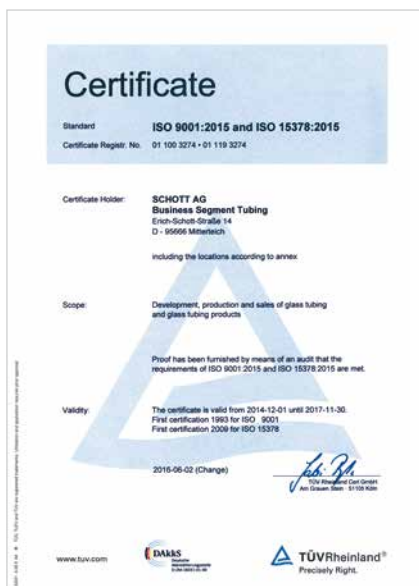 Certificate
Standard ISO 9001:2015 and ISO 15378:2015
Certificate Registr. No. 01 100 3274 • 01 119 3274
Certificate Holder: SCHOTT AG
Business Segment Tubing
Erich-Schott-Straße 14
D - 95666 Mitterteich
including the locations according to annex
Scope: Development, production and sales of glass tubing
and glass tubing products
Proof has been furnished by means of an audit that the
requirements of ISO 9001:2015 and ISO 15378:2015 are met.
Validity: The certificate is valid from 2014-12-01 until 2017-11-30.
First certification 1993 for ISO 9001
First certification 2009 for ISO 15378
2016-06-02 (Change)
TÜV Rheinland Cert GmbH
Am Grauen Stein · 51105 Köln
www.tuv.com
DAkkS
Deutsche
Akkreditierungsstelle
TÜVRheinland®
Precisely Right.